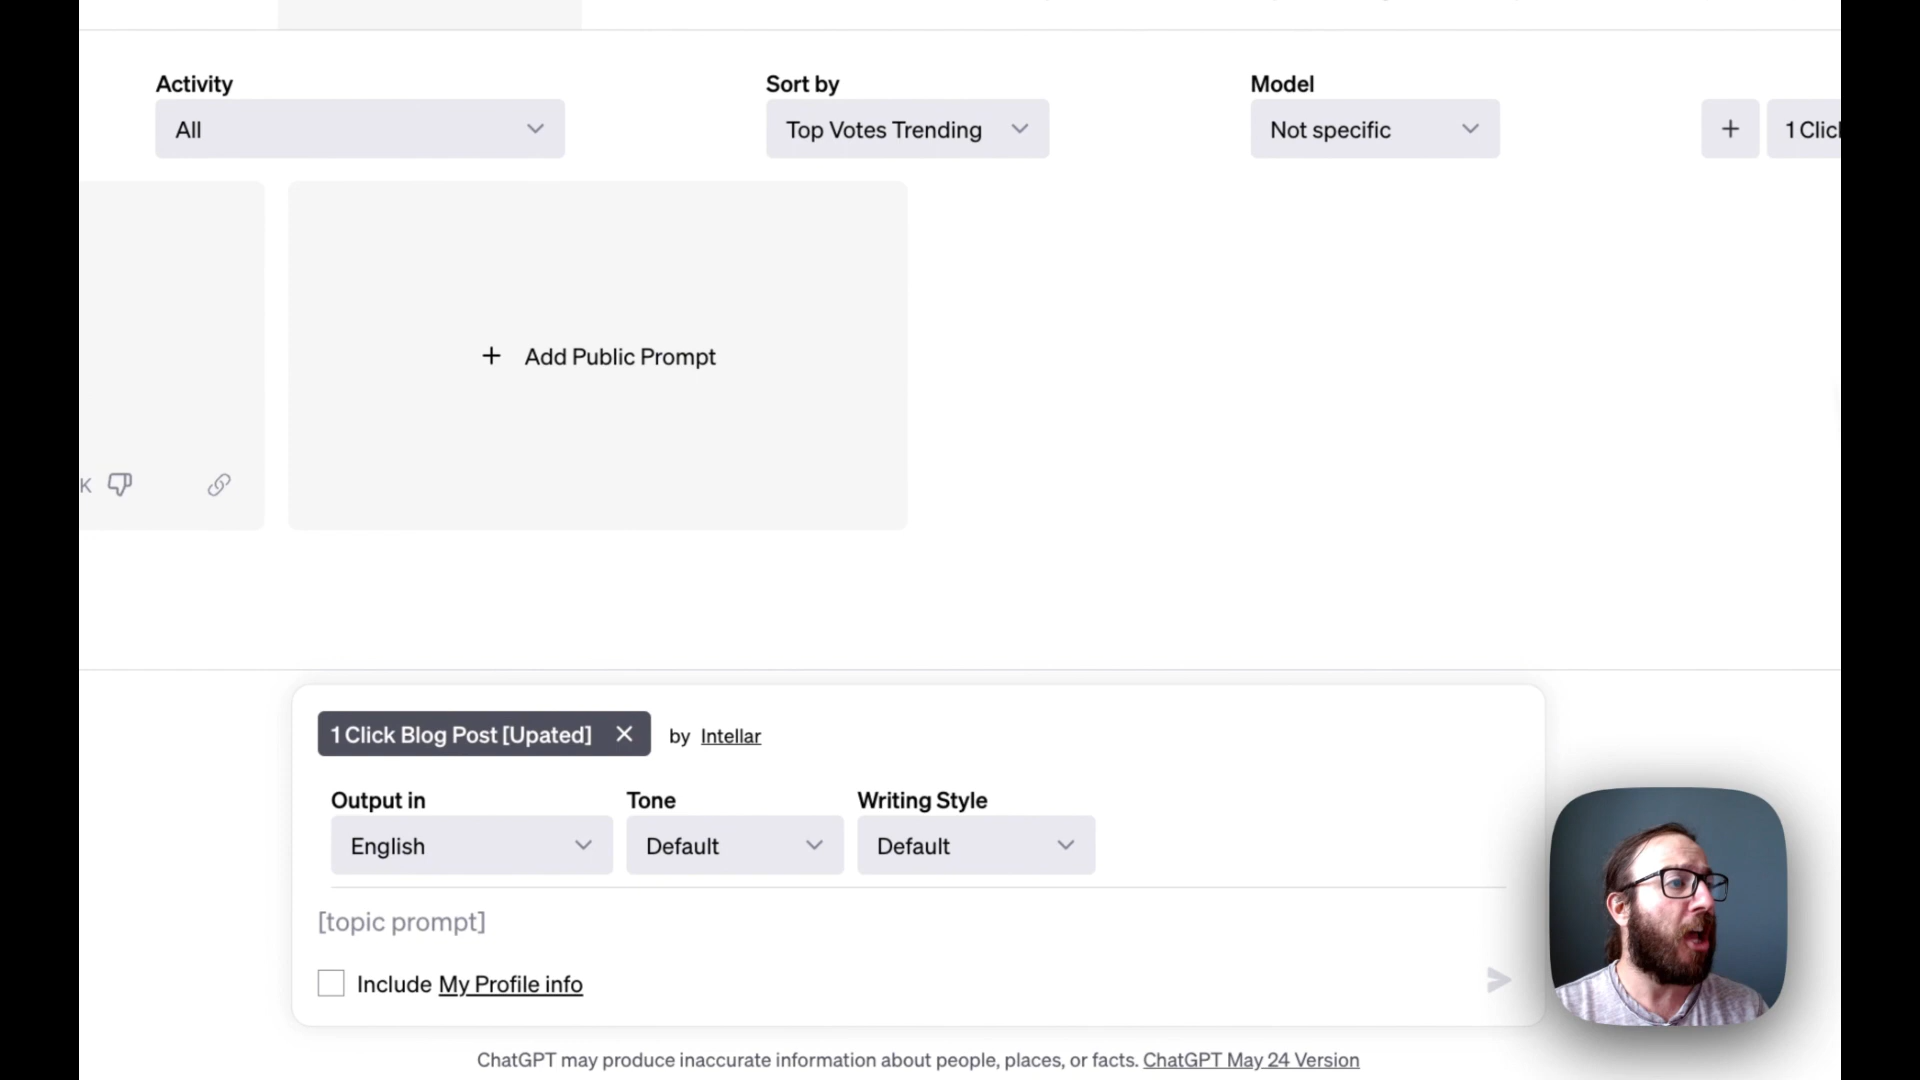 Activity
Sort by
Model
All
Top Votes Trending
Not specific
+
1 Clic
+ Add Public Prompt
K
1 Click Blog Post [Upated] by Intellar
Output in
Tone
Writing Style
English
Default
Default
[topic prompt]
Include My Profile info
ChatGPT may produce inaccurate information about people, places, or facts. ChatGPT May 24 Version